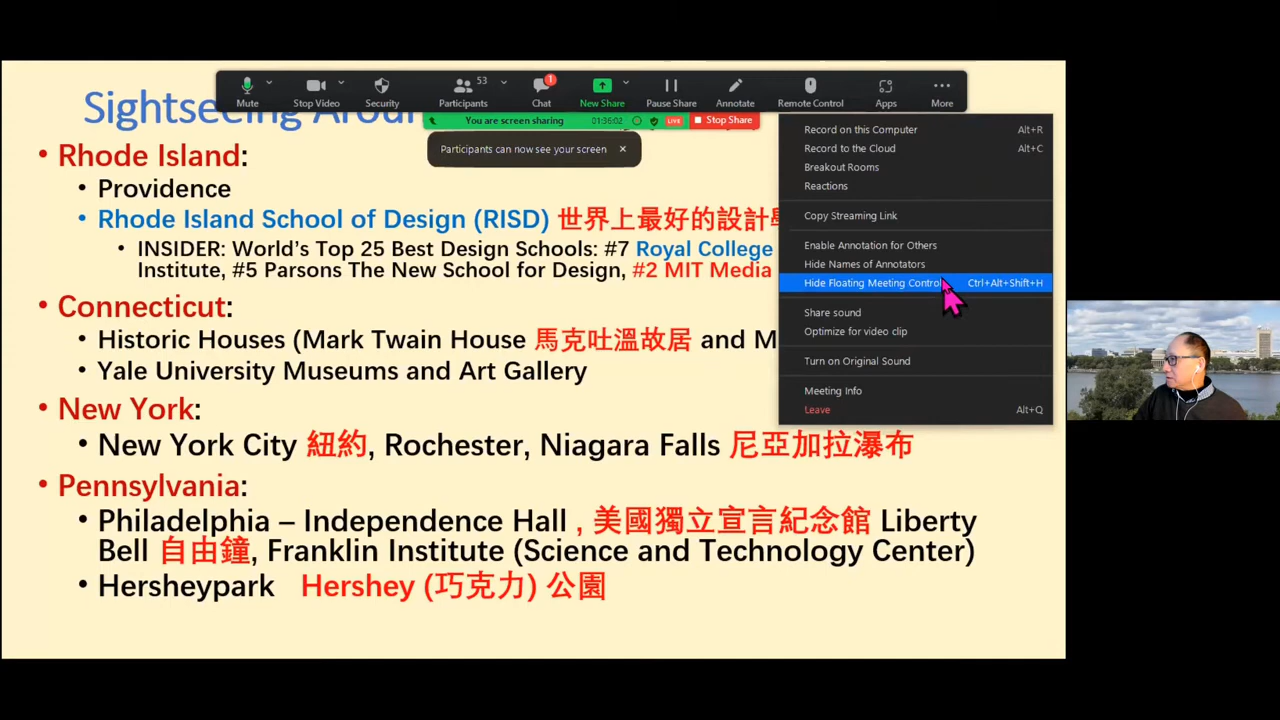 Mute
Stop Video
Security
Participants
53
Chat
1
New Share
Pause Share
Annotate
Remote Control
Apps
More
You are screen sharing
01:36:02
LIVE
Stop Share
Participants can now see your screen
Record on this Computer Alt+R
Record to the Cloud Alt+C
Breakout Rooms
Reactions
Copy Streaming Link
Enable Annotation for Others
Hide Names of Annotators
Hide Floating Meeting Control Ctrl+Alt+Shift+H
Share sound
Optimize for video clip
Turn on Original Sound
Meeting Info
Leave Alt+Q
Sightseeing
• Rhode Island:
• Providence
• Rhode Island School of Design (RISD) 世界上最好的設計
• INSIDER: World's Top 25 Best Design Schools: #7 Royal College
Institute, #5 Parsons The New School for Design, #2 MIT Media
• Connecticut:
• Historic Houses (Mark Twain House 馬克吐溫故居 and
• Yale University Museums and Art Gallery
• New York:
• New York City 紐約, Rochester, Niagara Falls 尼亞加拉瀑布
• Pennsylvania:
• Philadelphia – Independence Hall , 美國獨立宣言紀念館 Liberty
Bell 自由鐘, Franklin Institute (Science and Technology Center)
• Hersheypark Hershey (巧克力) 公園